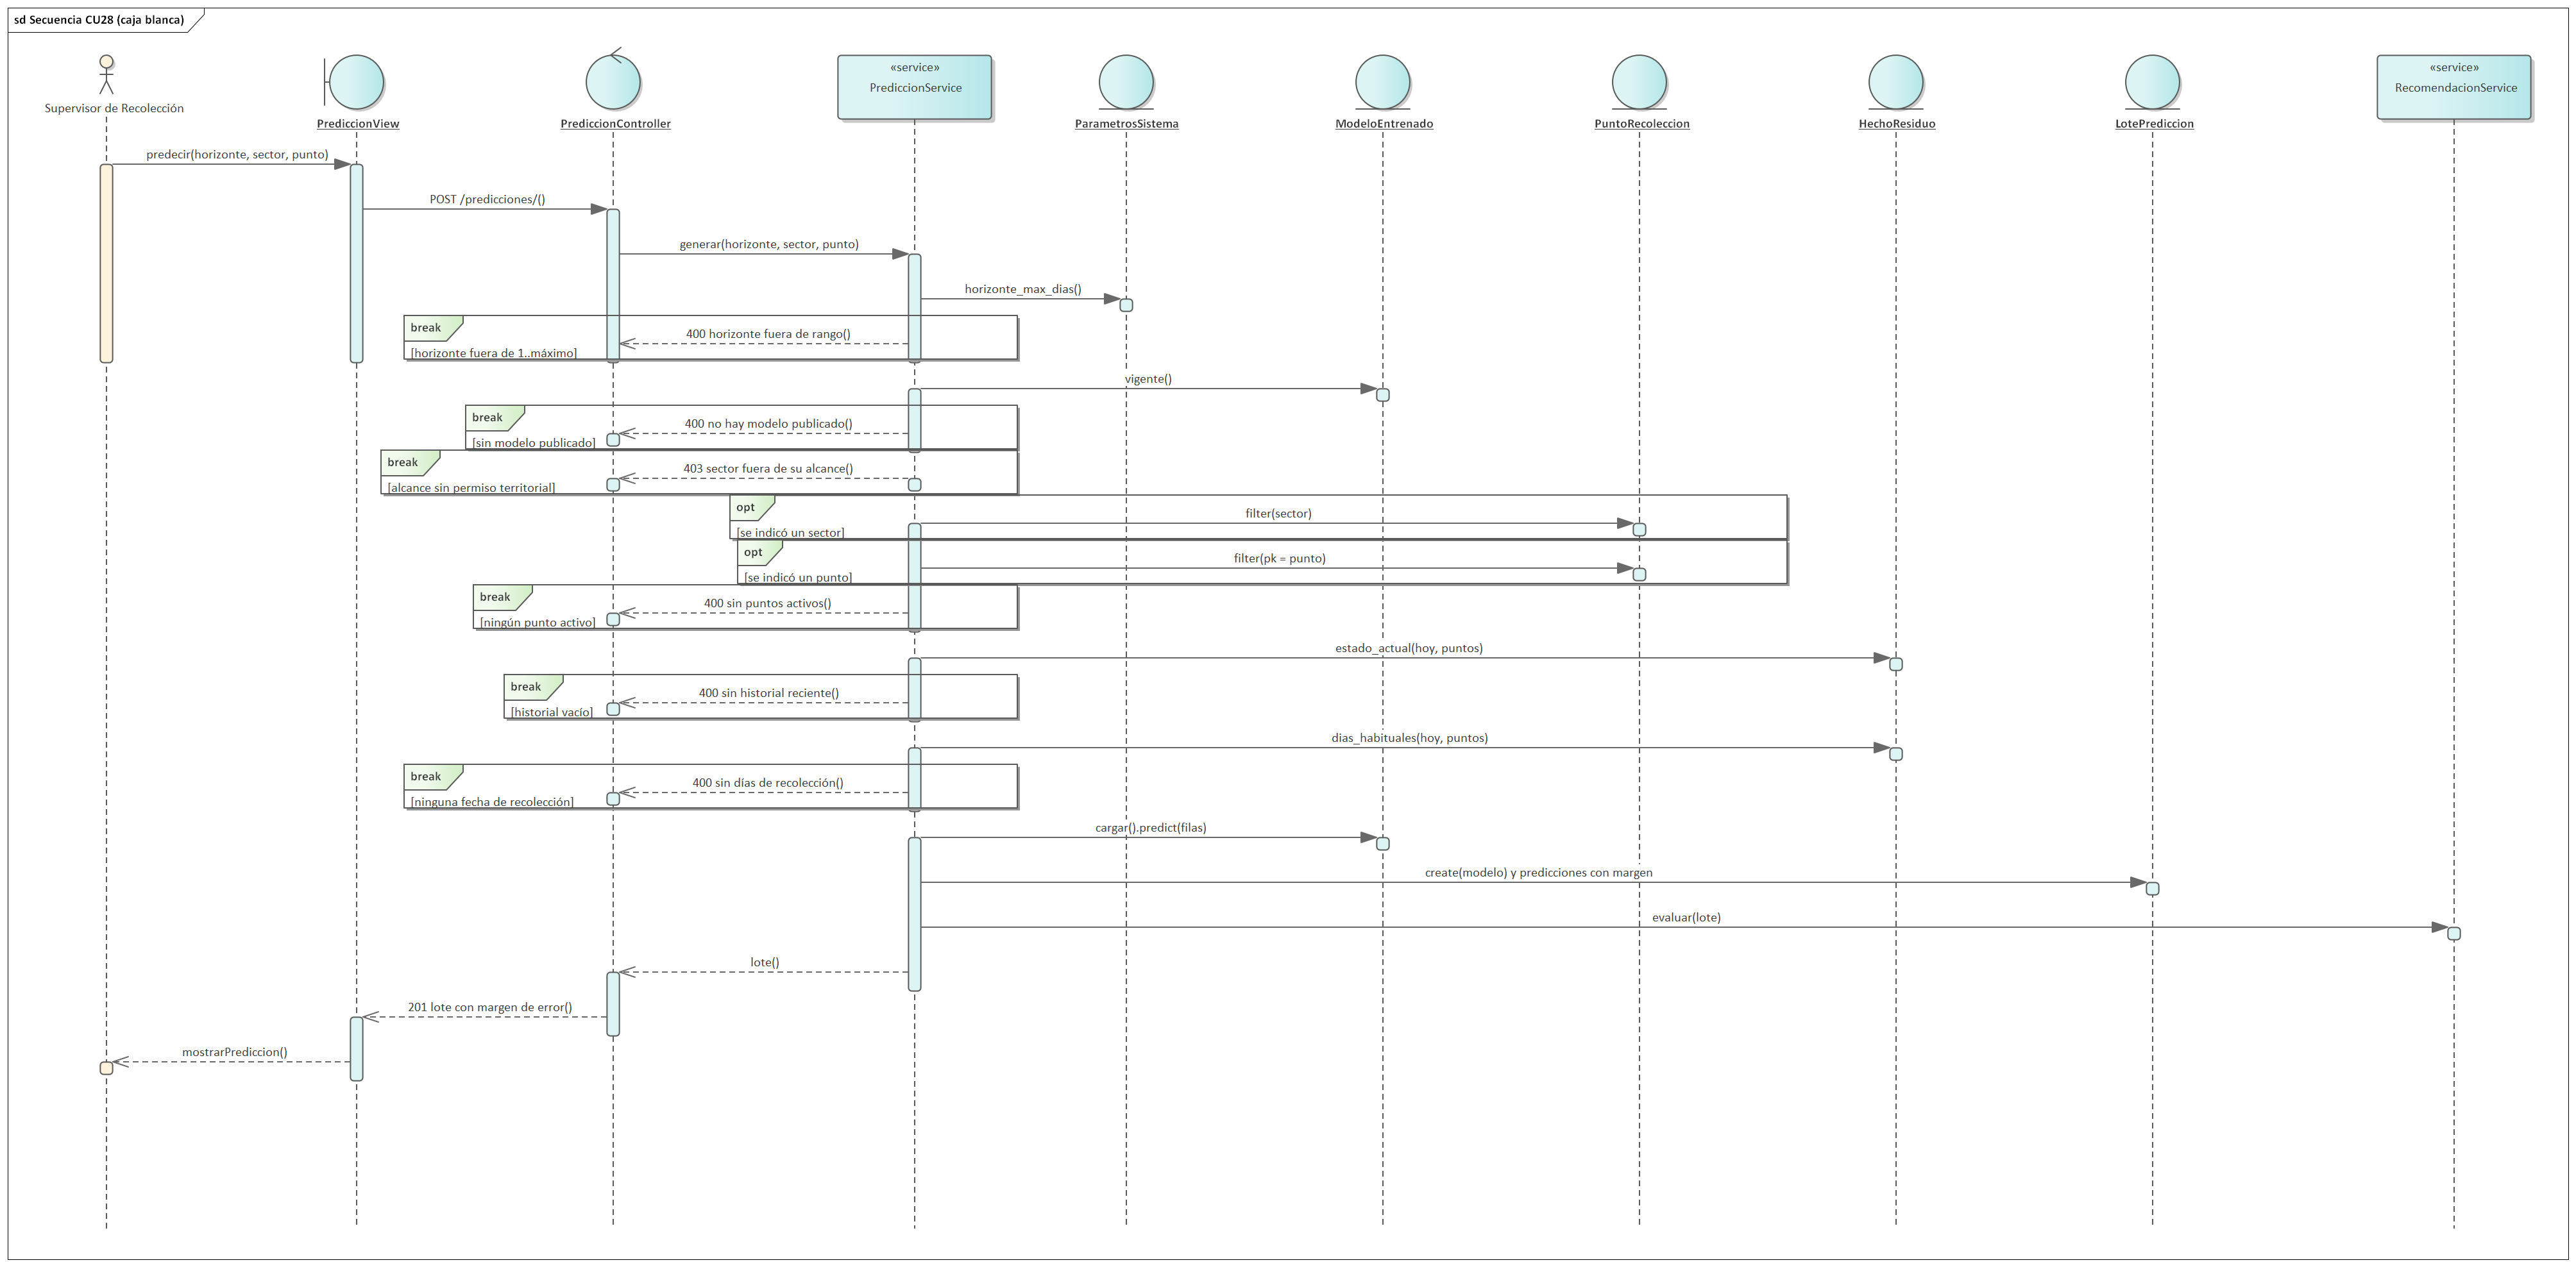 sd Secuencia CU28 (caja blanca)
Supervisor de Recolección
PrediccionView
PrediccionController
«service»
PrediccionService
ParametrosSistema
ModeloEntrenado
PuntoRecoleccion
HechoResiduo
LotePrediccion
«service»
RecomendacionService
predecir(horizonte, sector, punto)
POST /predicciones/()
generar(horizonte, sector, punto)
horizonte_max_dias()
break
400 horizonte fuera de rango()
[horizonte fuera de 1..máximo]
vigente()
break
400 no hay modelo publicado()
[sin modelo publicado]
break
403 sector fuera de su alcance()
[alcance sin permiso territorial]
opt
filter(sector)
[se indicó un sector]
opt
filter(pk = punto)
[se indicó un punto]
break
400 sin puntos activos()
[ningún punto activo]
estado_actual(hoy, puntos)
break
400 sin historial reciente()
[historial vacío]
dias_habituales(hoy, puntos)
break
400 sin días de recolección()
[ninguna fecha de recolección]
cargar().predict(filas)
create(modelo) y predicciones con margen
evaluar(lote)
lote()
201 lote con margen de error()
mostrarPrediccion()